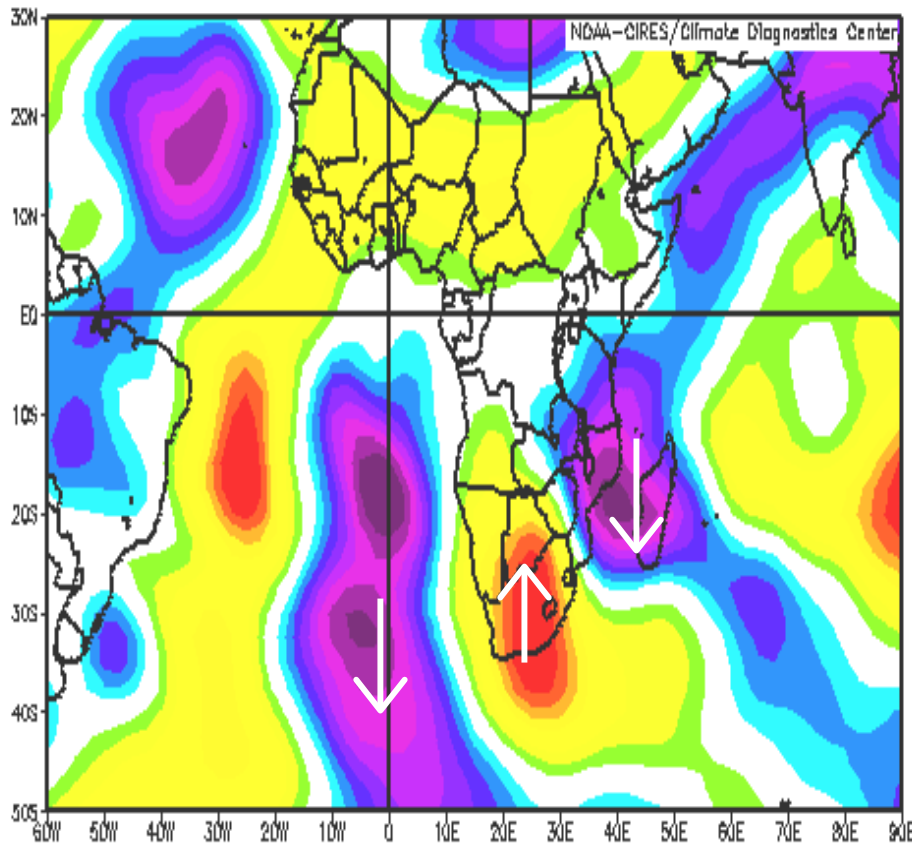 30N
NOAA-CIRES/Climate Diagnostics Center
20N
10N
EQ
10S
20S
30S
40S
50S
60W 50W 40W 30W 20W 10W 0 10E 20E 30E 40E 50E 60E 70E 80E 90E